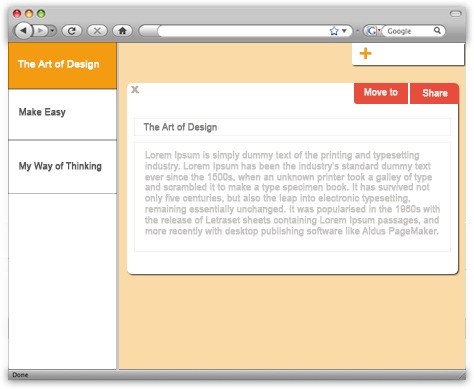 Google
The Art of Design
Make Easy
My Way of Thinking
+
x
Move to
Share
The Art of Design
Lorem Ipsum is simply dummy text of the printing and typesetting
industry. Lorem Ipsum has been the industry's standard dummy text
ever since the 1500s, when an unknown printer took a galley of type
and scrambled it to make a type specimen book. It has survived not
only five centuries, but also the leap into electronic typesetting,
remaining essentially unchanged. It was popularised in the 1960s with
the release of Letraset sheets containing Lorem Ipsum passages, and
more recently with desktop publishing software like Aldus PageMaker.
Done